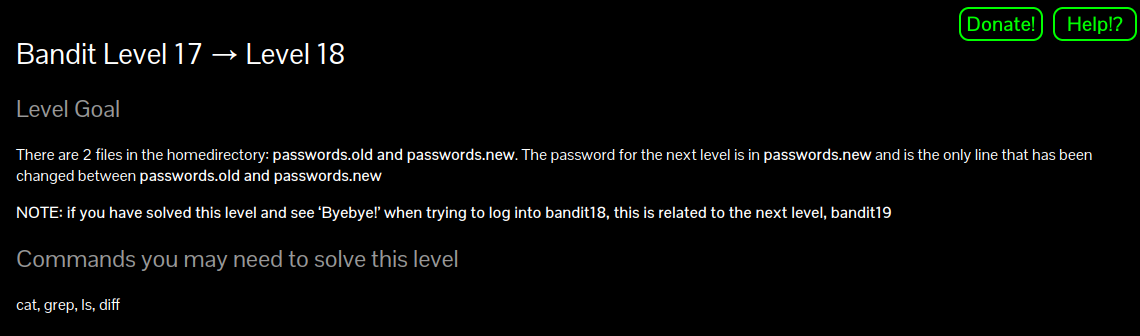 Donate! Help!?
Bandit Level 17 → Level 18
Level Goal
There are 2 files in the homedirectory: passwords.old and passwords.new. The password for the next level is in passwords.new and is the only line that has been
changed between passwords.old and passwords.new
NOTE: if you have solved this level and see ‘Byebye!’ when trying to log into bandit18, this is related to the next level, bandit19
Commands you may need to solve this level
cat, grep, ls, diff